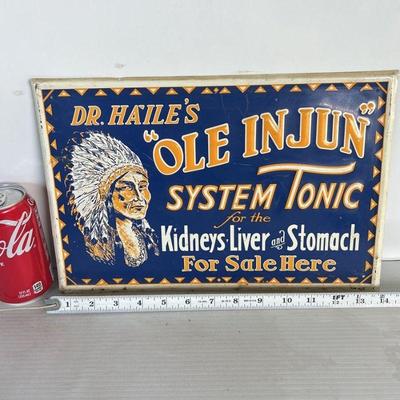 DR. HAILE'S
"OLE INJUN"
SYSTEM TONIC
for the
Kidneys-Liver and Stomach
For Sale Here
Cola
1 2 3 4 5 6 7 8 9 10 11 1FT 13 14